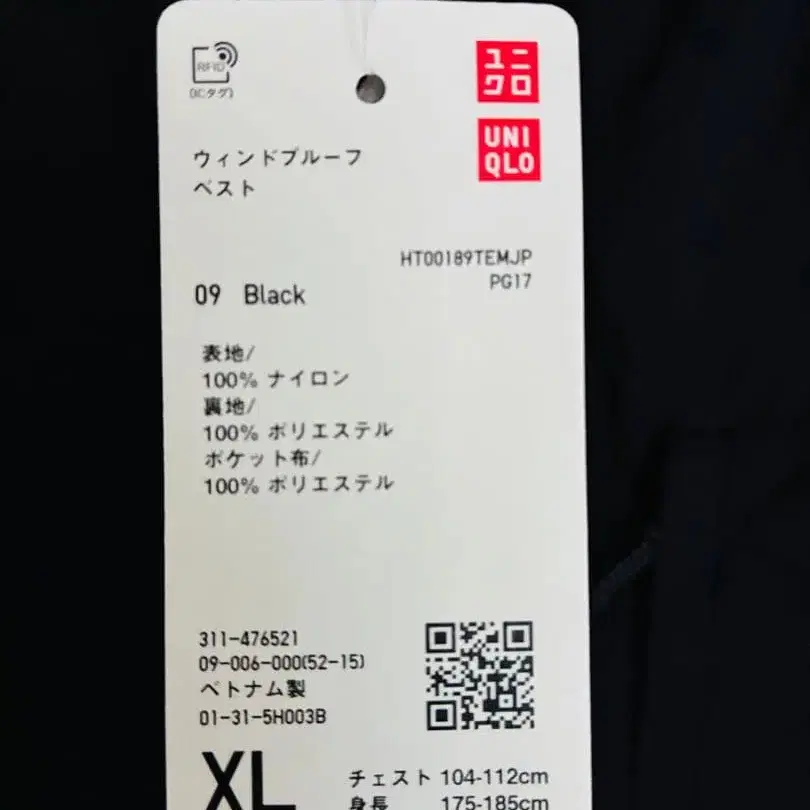 RFID
(ICタグ)
ユニ
クロ
UNI
QLO
ウィンドプルーフ
ベスト
HT00189TEMJP
PG17
09 Black
表地/
100% ナイロン
裏地/
100% ポリエステル
ポケット布/
100% ポリエステル
311-476521
09-006-000(52-15)
ベトナム製
01-31-5H003B
XL
チェスト 104-112cm
身長 175-185cm